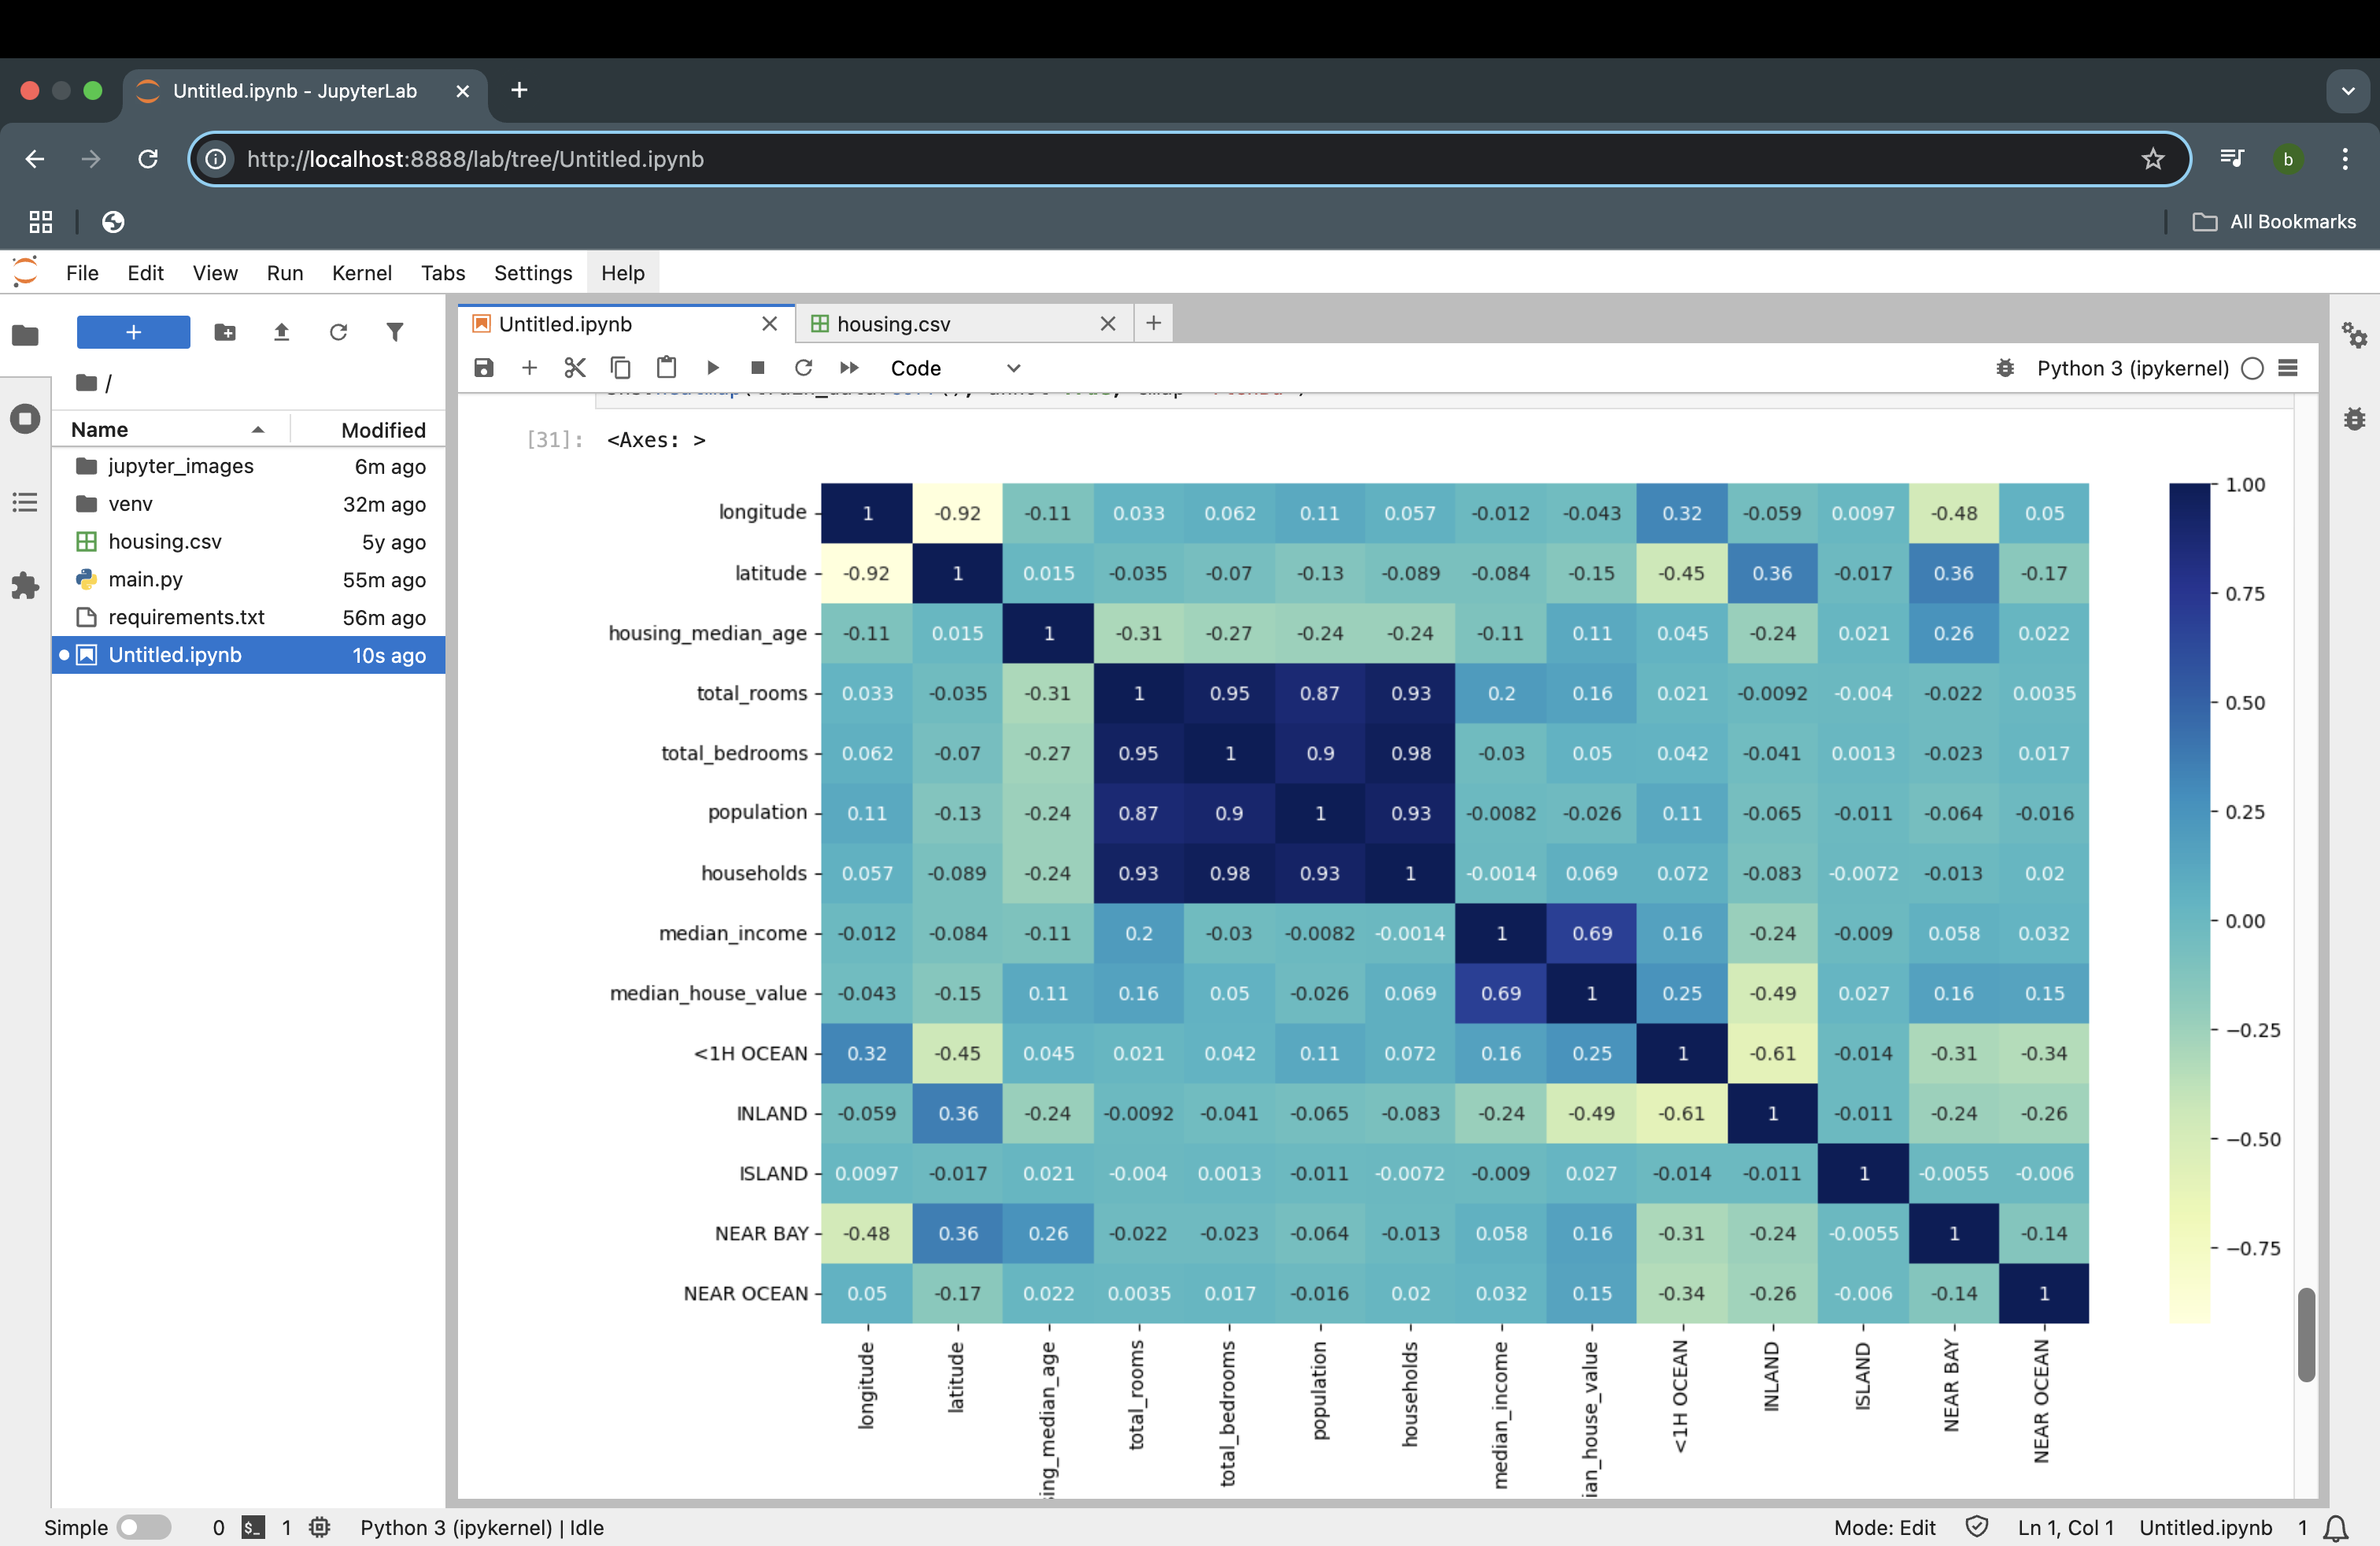 Untitled.ipynb - JupyterLab
http://localhost:8888/lab/tree/Untitled.ipynb
b
All Bookmarks
File Edit View Run Kernel Tabs Settings Help
Untitled.ipynb
housing.csv
Code
Python 3 (ipykernel)
/
Name Modified
jupyter_images 6m ago
venv 32m ago
housing.csv 5y ago
main.py 55m ago
requirements.txt 56m ago
Untitled.ipynb 10s ago
[31]: <Axes: >
longitude 1 -0.92 -0.11 0.033 0.062 0.11 0.057 -0.012 -0.043 0.32 -0.059 0.0097 -0.48 0.05
latitude -0.92 1 0.015 -0.035 -0.07 -0.13 -0.089 -0.084 -0.15 -0.45 0.36 -0.017 0.36 -0.17
housing_median_age -0.11 0.015 1 -0.31 -0.27 -0.24 -0.24 -0.11 0.11 0.045 -0.24 0.021 0.26 0.022
total_rooms 0.033 -0.035 -0.31 1 0.95 0.87 0.93 0.2 0.16 0.021 -0.0092 -0.004 -0.022 0.0035
total_bedrooms 0.062 -0.07 -0.27 0.95 1 0.9 0.98 -0.03 0.05 0.042 -0.041 0.0013 -0.023 0.017
population 0.11 -0.13 -0.24 0.87 0.9 1 0.93 -0.0082 -0.026 0.11 -0.065 -0.011 -0.064 -0.016
households 0.057 -0.089 -0.24 0.93 0.98 0.93 1 -0.0014 0.069 0.072 -0.083 -0.0072 -0.013 0.02
median_income -0.012 -0.084 -0.11 0.2 -0.03 -0.0082 -0.0014 1 0.69 0.16 -0.24 -0.009 0.058 0.032
median_house_value -0.043 -0.15 0.11 0.16 0.05 -0.026 0.069 0.69 1 0.25 -0.49 0.027 0.16 0.15
<1H OCEAN 0.32 -0.45 0.045 0.021 0.042 0.11 0.072 0.16 0.25 1 -0.61 -0.014 -0.31 -0.34
INLAND -0.059 0.36 -0.24 -0.0092 -0.041 -0.065 -0.083 -0.24 -0.49 -0.61 1 -0.011 -0.24 -0.26
ISLAND 0.0097 -0.017 0.021 -0.004 0.0013 -0.011 -0.0072 -0.009 0.027 -0.014 -0.011 1 -0.0055 -0.006
NEAR BAY -0.48 0.36 0.26 -0.022 -0.023 -0.064 -0.013 0.058 0.16 -0.31 -0.24 -0.0055 1 -0.14
NEAR OCEAN 0.05 -0.17 0.022 0.0035 0.017 -0.016 0.02 0.032 0.15 -0.34 -0.26 -0.006 -0.14 1
longitude
latitude
ing_median_age
total_rooms
total_bedrooms
population
households
median_income
ian_house_value
<1H OCEAN
INLAND
ISLAND
NEAR BAY
NEAR OCEAN
1.00
0.75
0.50
0.25
0.00
−0.25
−0.50
−0.75
Simple 0 $_ 1 Python 3 (ipykernel) | Idle
Mode: Edit Ln 1, Col 1 Untitled.ipynb 1